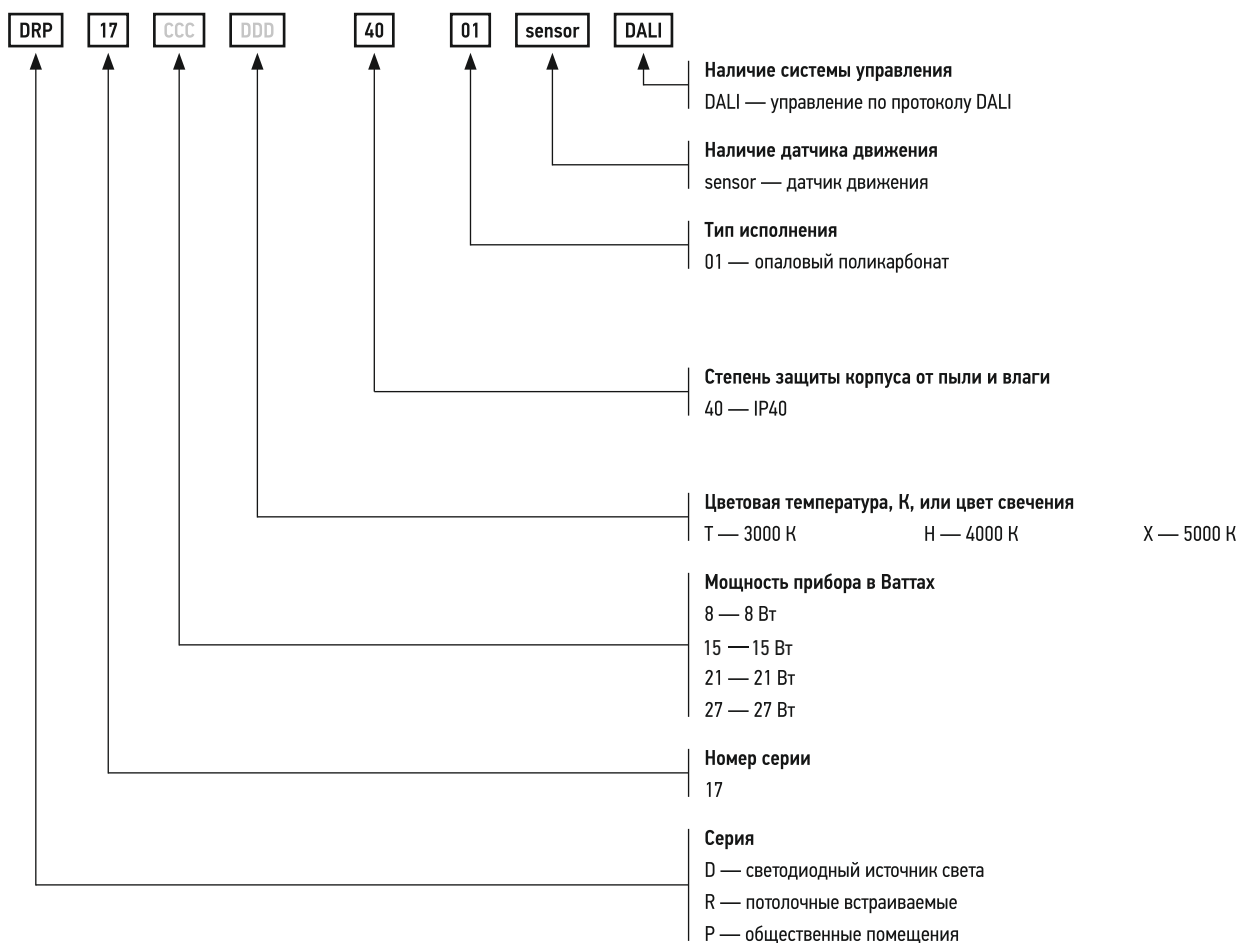 DRP 17 CCC DDD 40 01 sensor DALI
Наличие системы управления
DALI — управление по протоколу DALI
Наличие датчика движения
sensor — датчик движения
Тип исполнения
01 — опаловый поликарбонат
Степень защиты корпуса от пыли и влаги
40 — IP40
Цветовая температура, К, или цвет свечения
Т — 3000 К Н — 4000 К Х — 5000 К
Мощность прибора в Ваттах
8 — 8 Вт
15 — 15 Вт
21 — 21 Вт
27 — 27 Вт
Номер серии
17
Серия
D — светодиодный источник света
R — потолочные встраиваемые
P — общественные помещения